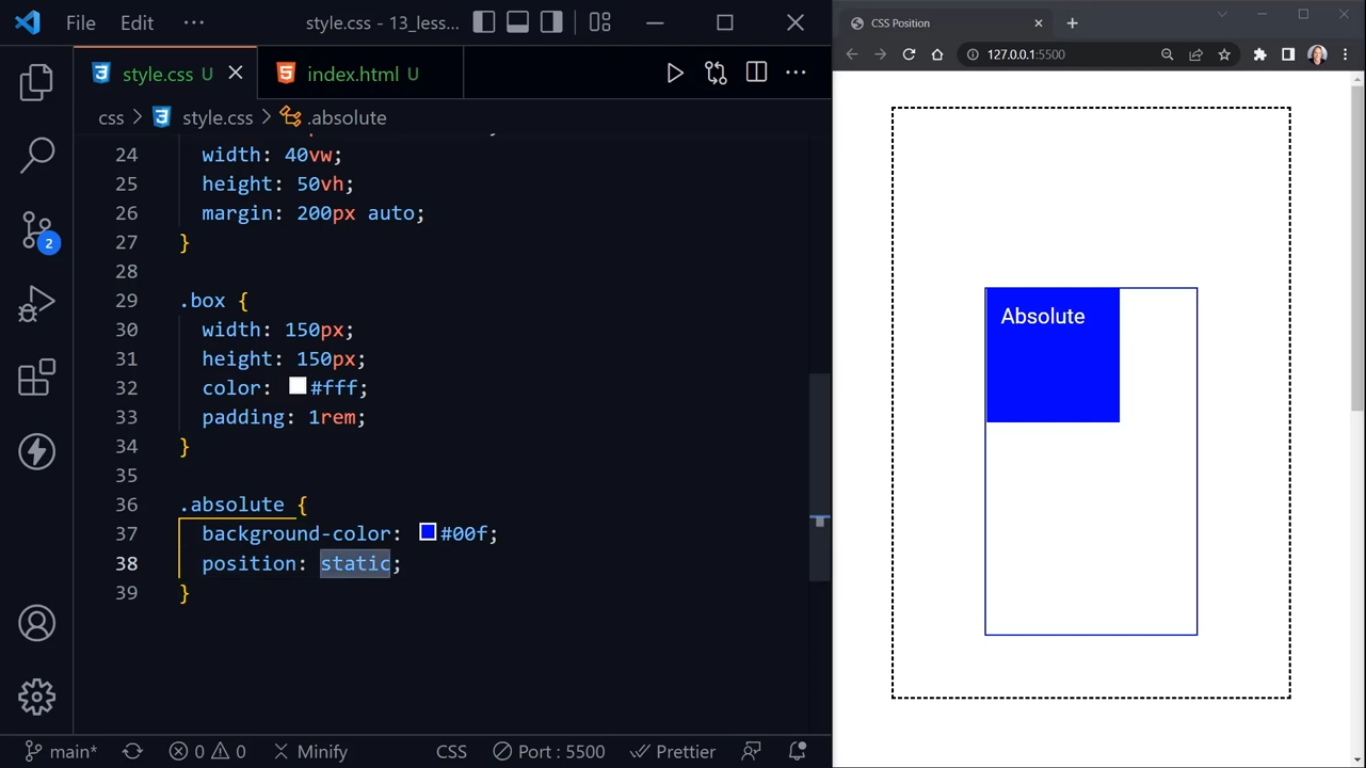 File Edit ··· style.css - 13_less...
style.css U index.html U
css > style.css > .absolute
24 width: 40vw;
25 height: 50vh;
26 margin: 200px auto;
27 }
28
29 .box {
30 width: 150px;
31 height: 150px;
32 color: #fff;
33 padding: 1rem;
34 }
35
36 .absolute {
37 background-color: #00f;
38 position: static;
39 }
2
main* 0 0 Minify CSS Port : 5500 Prettier
CSS Position
127.0.0.1:5500
Absolute